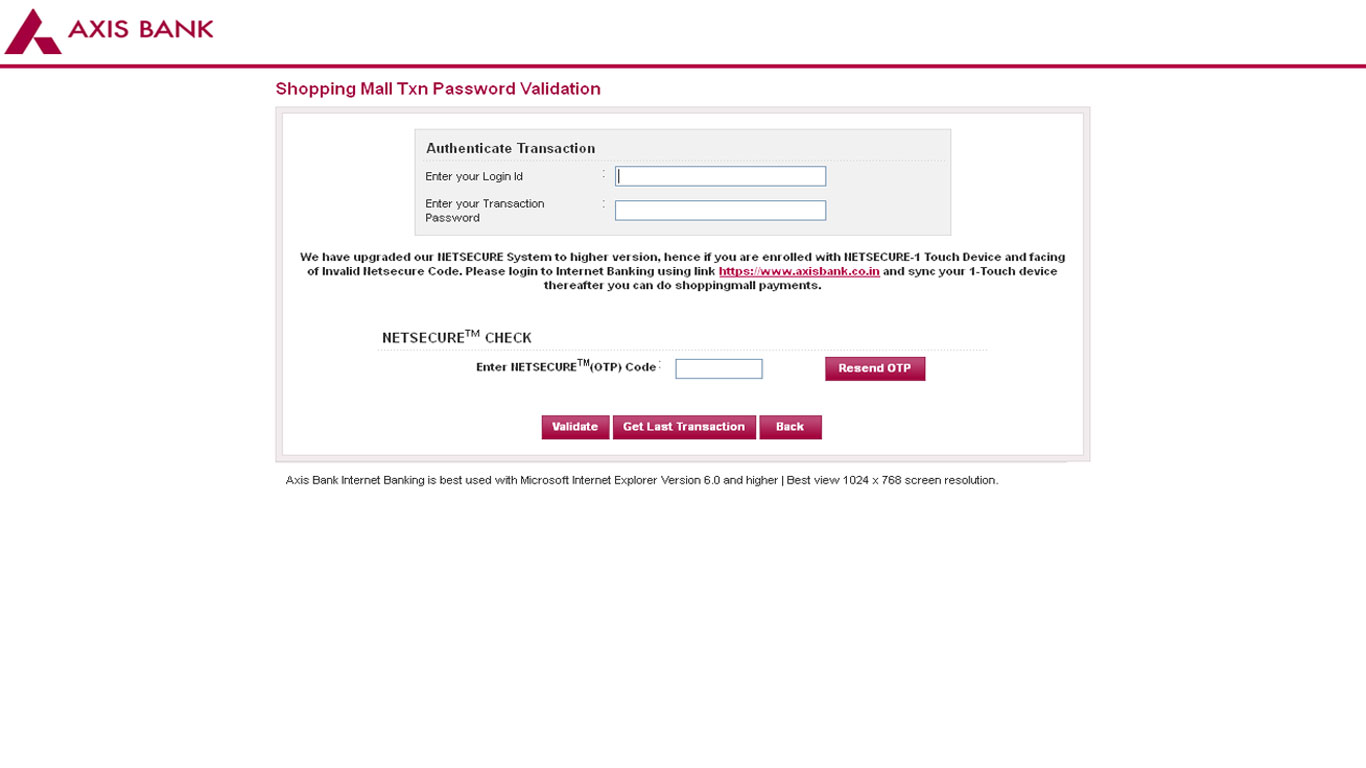 AXIS BANK
Shopping Mall Txn Password Validation
Authenticate Transaction
Enter your Login Id :
Enter your Transaction :
Password
We have upgraded our NETSECURE System to higher version, hence if you are enrolled with NETSECURE-1 Touch Device and facing
of Invalid Netsecure Code. Please login to Internet Banking using link https://www.axisbank.co.in and sync your 1-Touch device
thereafter you can do shoppingmall payments.
NETSECURE™ CHECK
Enter NETSECURE™(OTP) Code : Resend OTP
Validate Get Last Transaction Back
Axis Bank Internet Banking is best used with Microsoft Internet Explorer Version 6.0 and higher | Best view 1024 x 768 screen resolution.